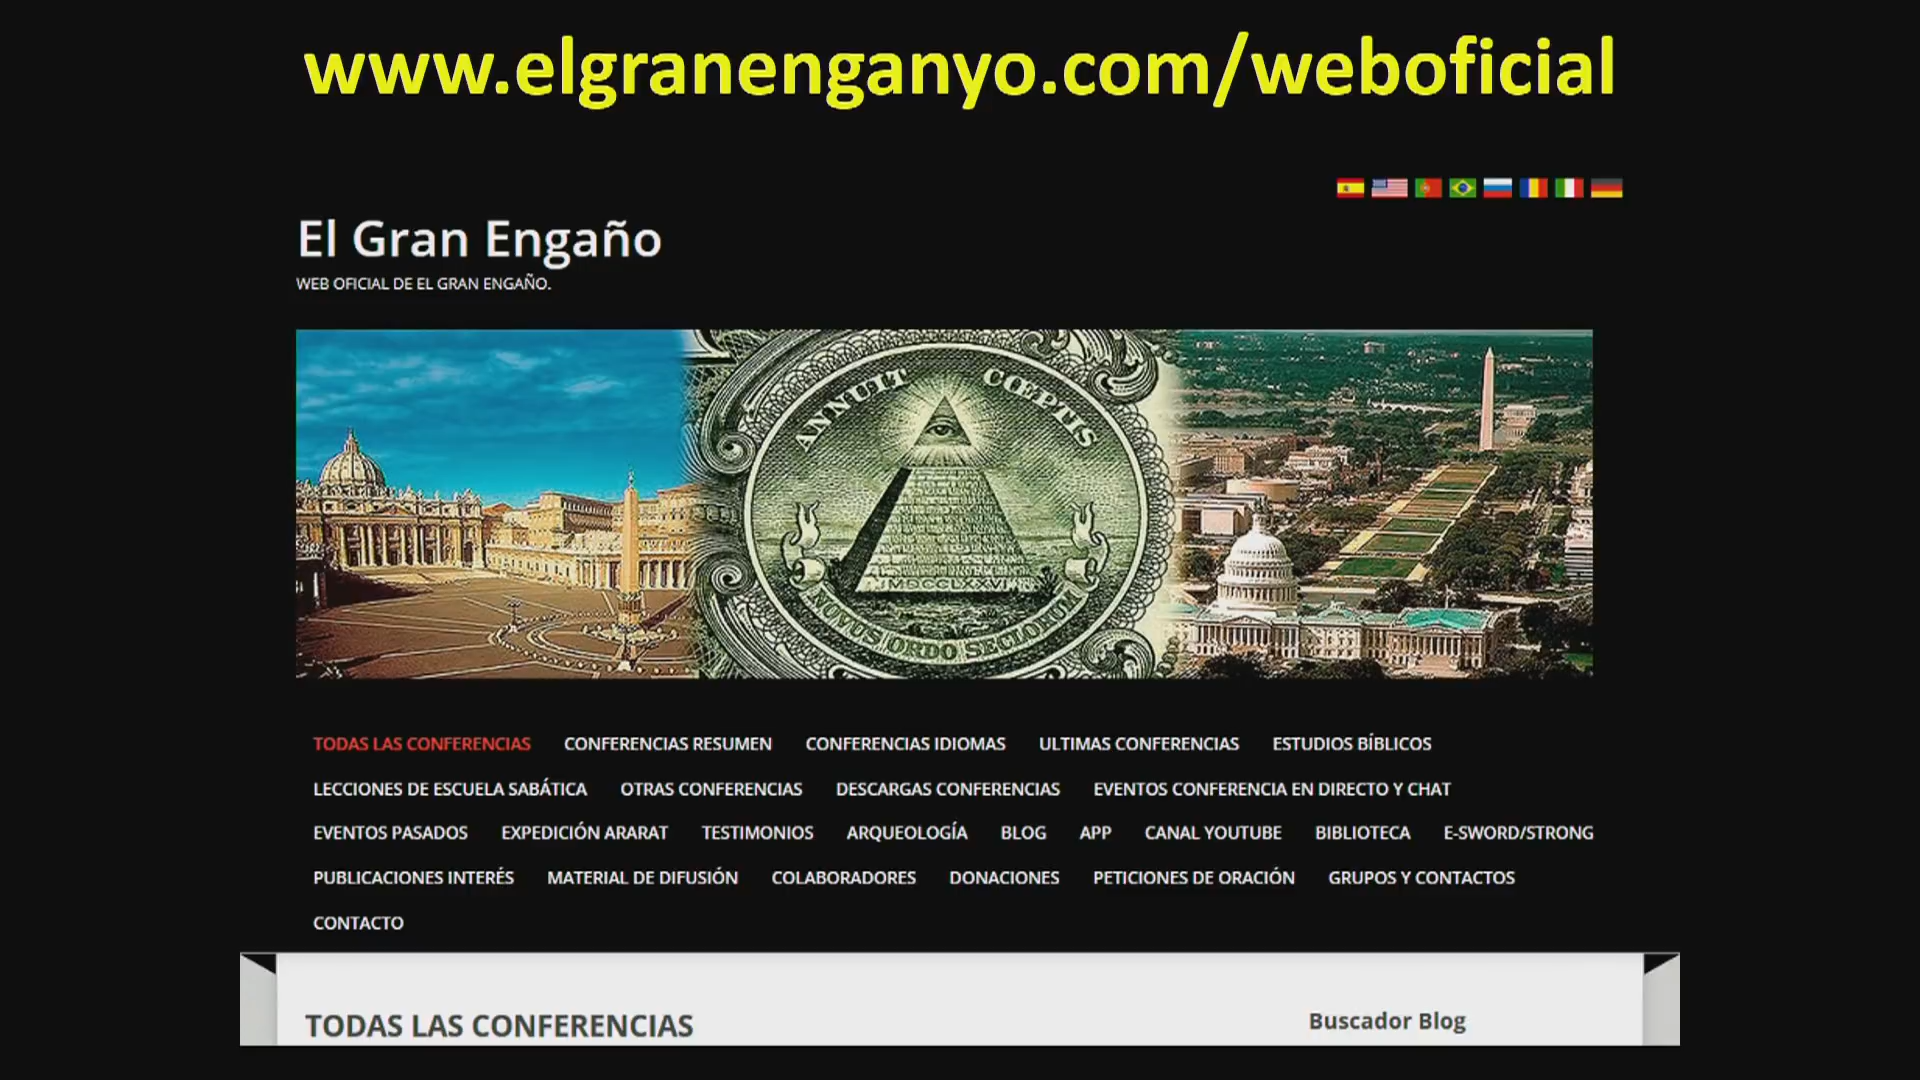 www.elgranenganyo.com/weboficial
El Gran Engaño
WEB OFICIAL DE EL GRAN ENGAÑO.
ANNUIT CŒPTIS
MDCCLXXVI
NOVUS ORDO SECLORUM
TODAS LAS CONFERENCIAS CONFERENCIAS RESUMEN CONFERENCIAS IDIOMAS ULTIMAS CONFERENCIAS ESTUDIOS BÍBLICOS
LECCIONES DE ESCUELA SABÁTICA OTRAS CONFERENCIAS DESCARGAS CONFERENCIAS EVENTOS CONFERENCIA EN DIRECTO Y CHAT
EVENTOS PASADOS EXPEDICIÓN ARARAT TESTIMONIOS ARQUEOLOGÍA BLOG APP CANAL YOUTUBE BIBLIOTECA E-SWORD/STRONG
PUBLICACIONES INTERÉS MATERIAL DE DIFUSIÓN COLABORADORES DONACIONES PETICIONES DE ORACIÓN GRUPOS Y CONTACTOS
CONTACTO
TODAS LAS CONFERENCIAS
Buscador Blog